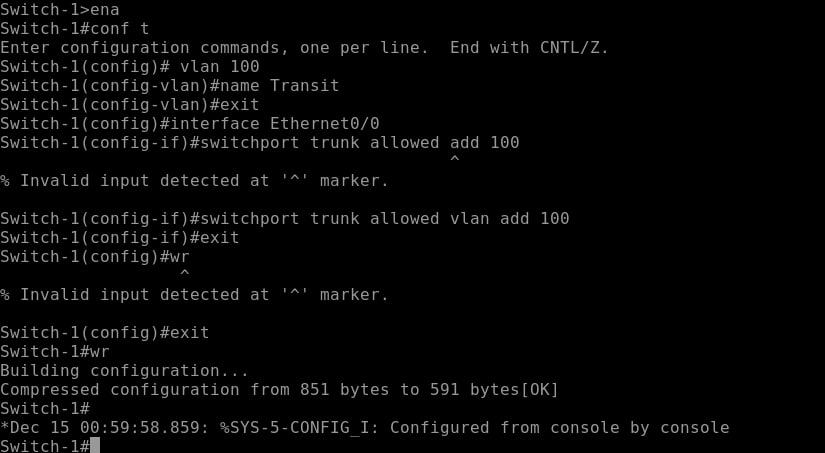 Switch-1>ena
Switch-1#conf t
Enter configuration commands, one per line.  End with CNTL/Z.
Switch-1(config)# vlan 100
Switch-1(config-vlan)#name Transit
Switch-1(config-vlan)#exit
Switch-1(config)#interface Ethernet0/0
Switch-1(config-if)#switchport trunk allowed add 100
                                             ^
% Invalid input detected at '^' marker.

Switch-1(config-if)#switchport trunk allowed vlan add 100
Switch-1(config-if)#exit
Switch-1(config)#wr
                  ^
% Invalid input detected at '^' marker.

Switch-1(config)#exit
Switch-1#wr
Building configuration...
Compressed configuration from 851 bytes to 591 bytes[OK]
Switch-1#
*Dec 15 00:59:58.859: %SYS-5-CONFIG_I: Configured from console by console
Switch-1#